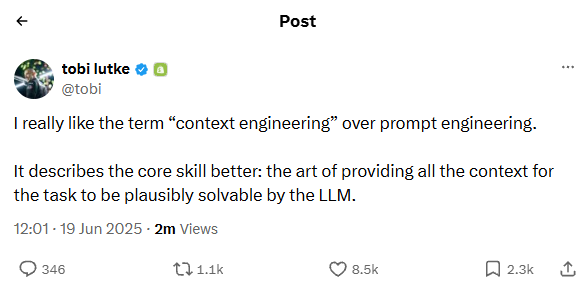 Post
tobi lutke
@tobi
I really like the term “context engineering” over prompt engineering.
It describes the core skill better: the art of providing all the context for
the task to be plausibly solvable by the LLM.
12:01 · 19 Jun 2025 · 2m Views
346 1.1k 8.5k 2.3k